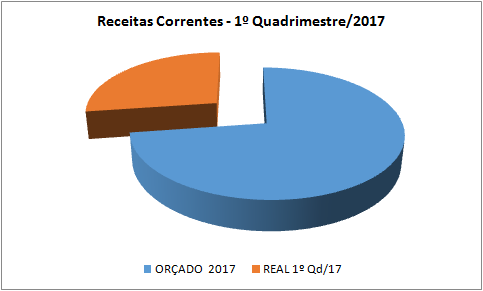 Receitas Correntes - 1º Quadrimestre/2017
ORÇADO 2017 REAL 1º Qd/17